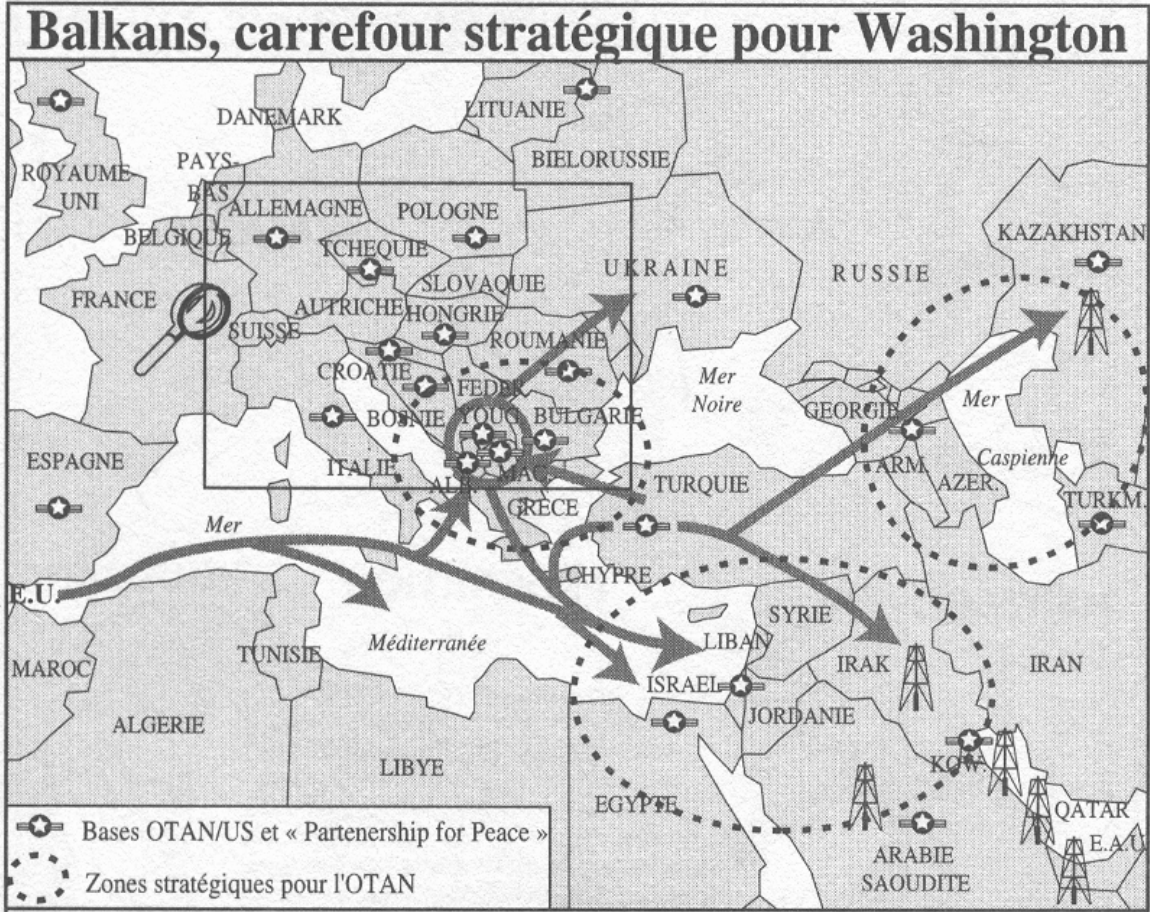 Balkans, carrefour stratégique pour Washington
LITUANIE
DANEMARK
BIELORUSSIE
PAYS-
BAS
ROYAUME
UNI
ALLEMAGNE
POLOGNE
BELGIQUE
TCHEQUIE
KAZAKHSTAN
UKRAINE
RUSSIE
SLOVAQUIE
FRANCE
AUTRICHE
HONGRIE
SUISSE
ROUMANIE
CROATIE
Mer
Noire
FEDER.
YOUG.
BOSNIE
BULGARIE
GEORGIE
Mer
Caspienne
ESPAGNE
ITALIE
MAC.
ALB.
ARM.
AZER.
TURQUIE
TURKM.
GRECE
Mer
Méditerranée
CHYPRE
E.U.
SYRIE
LIBAN
MAROC
TUNISIE
IRAK
IRAN
ISRAEL
JORDANIE
ALGERIE
LIBYE
KOW.
EGYPTE
QATAR
E.A.U
ARABIE
SAOUDITE
Bases OTAN/US et « Partenership for Peace »
Zones stratégiques pour l'OTAN